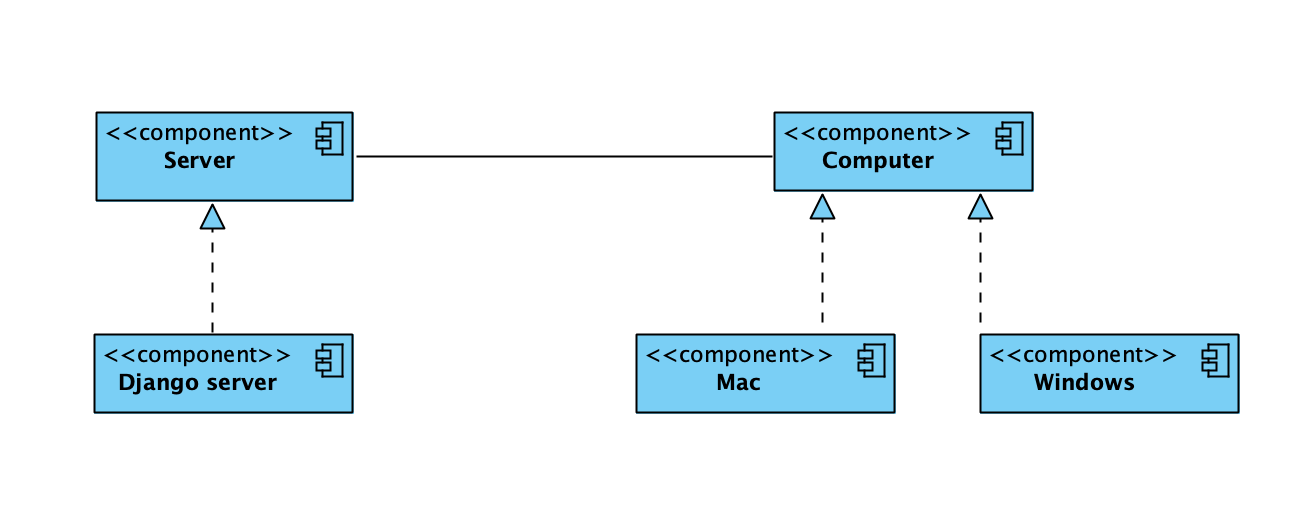 <<component>>
Server
<<component>>
Computer
<<component>>
Django server
<<component>>
Mac
<<component>>
Windows